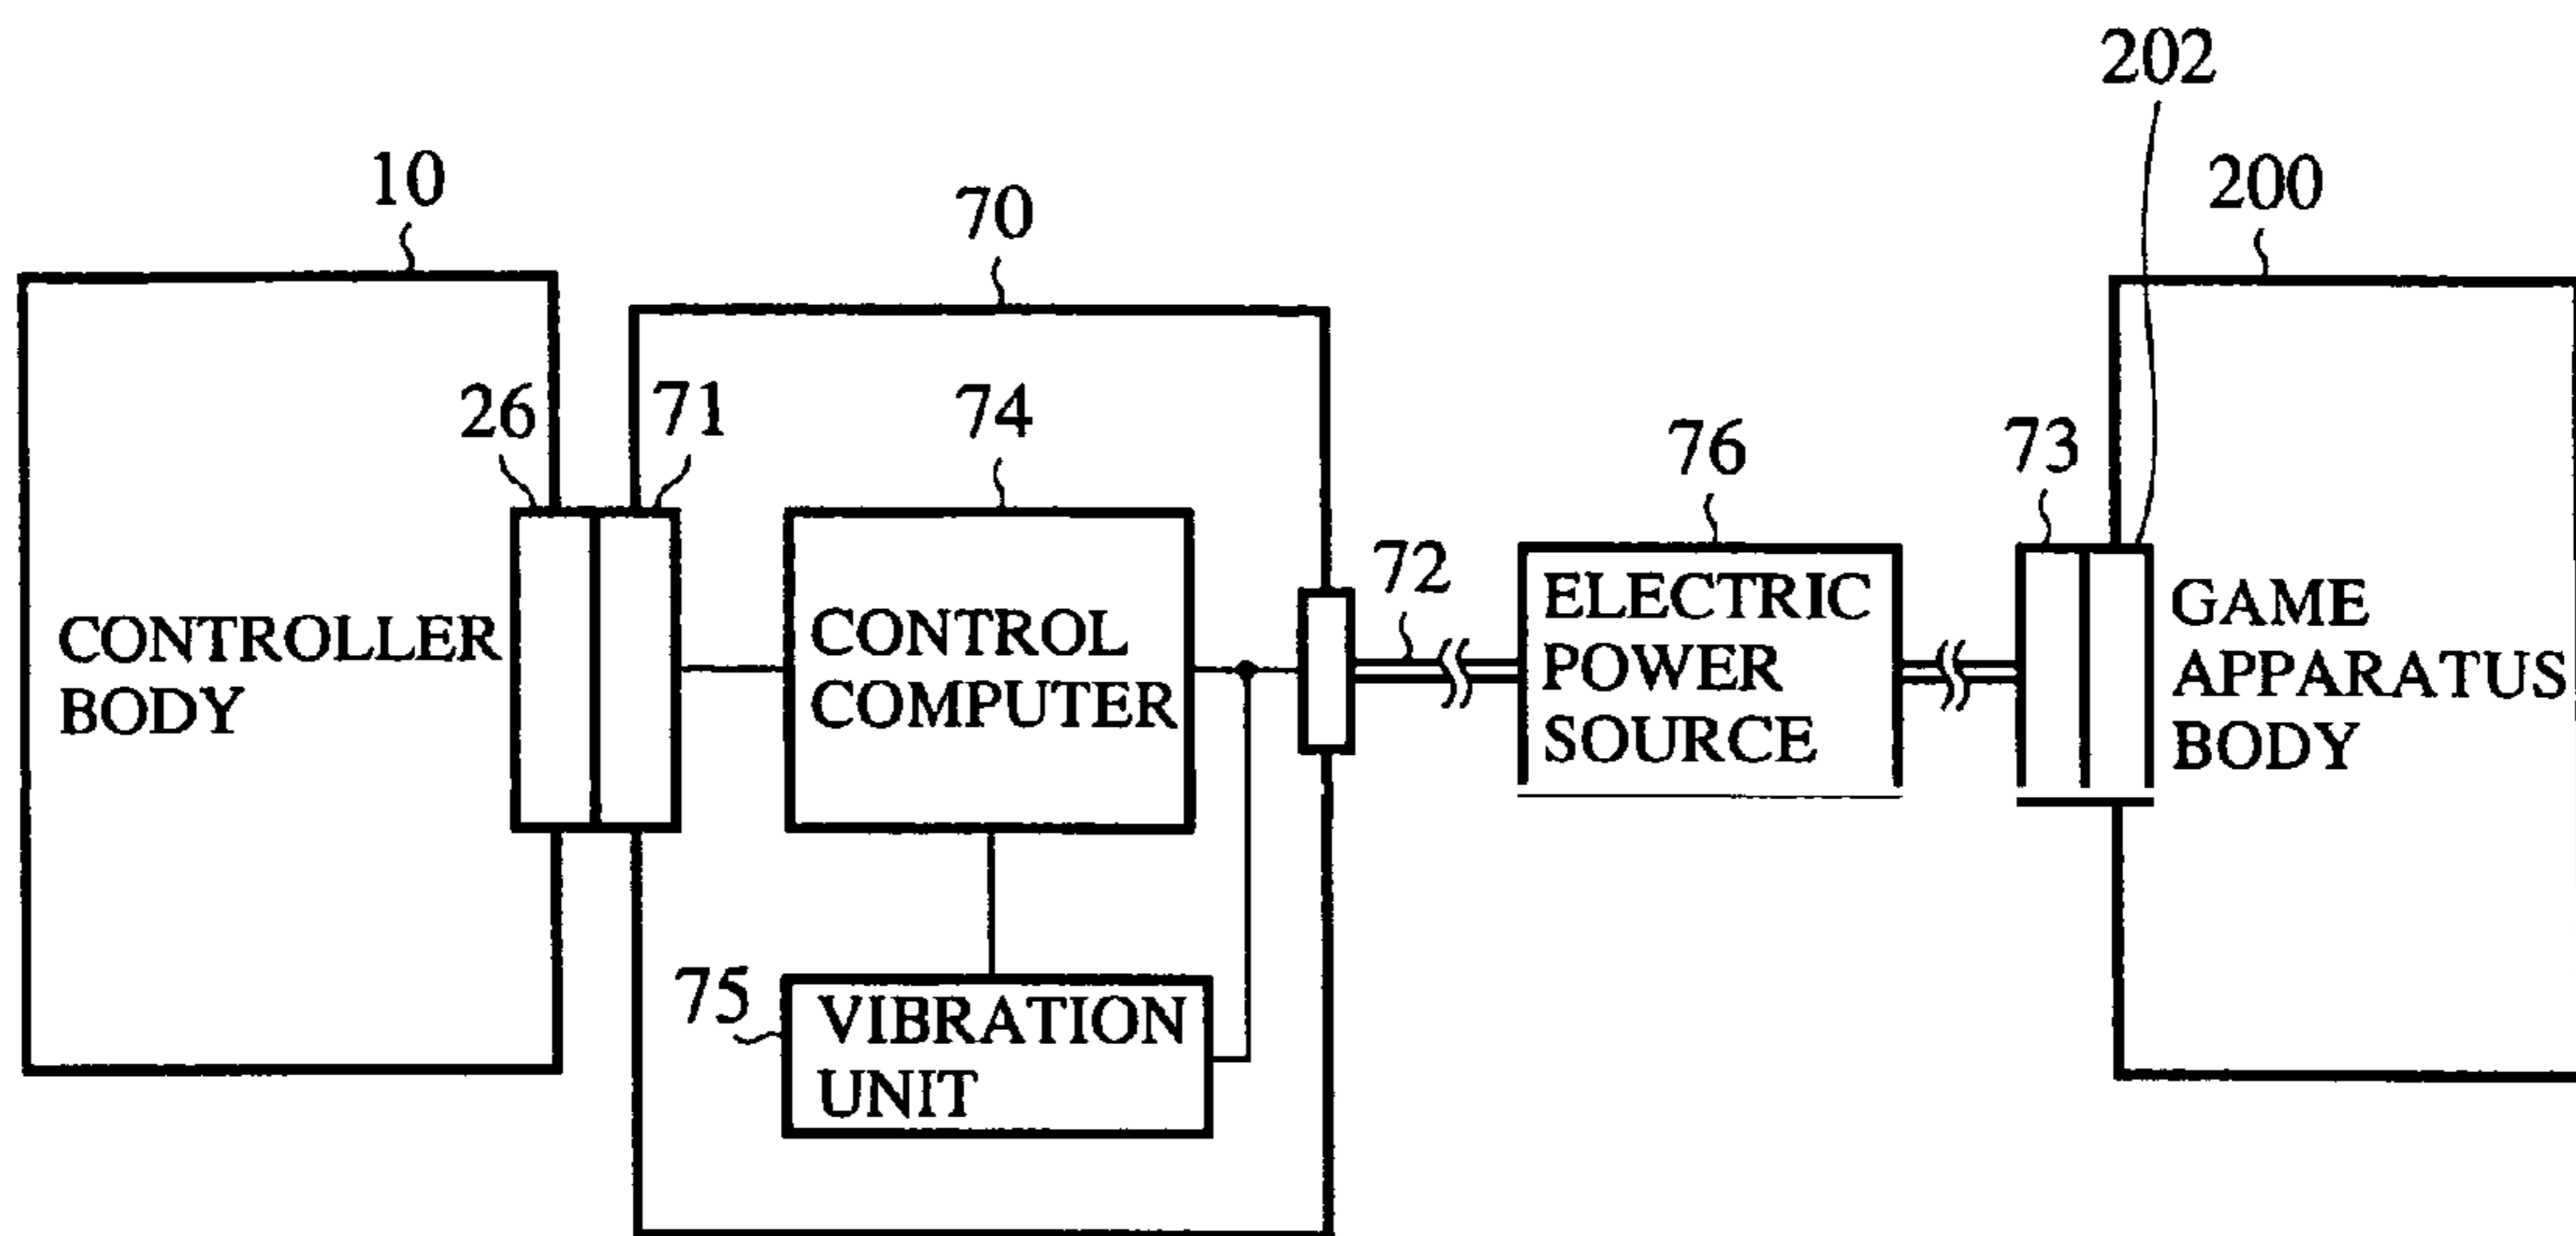 202
10
200
70
26
71
74
76
73
72
CONTROLLER
BODY
CONTROL
COMPUTER
ELECTRIC
POWER
SOURCE
GAME
APPARATUS
BODY
75
VIBRATION
UNIT